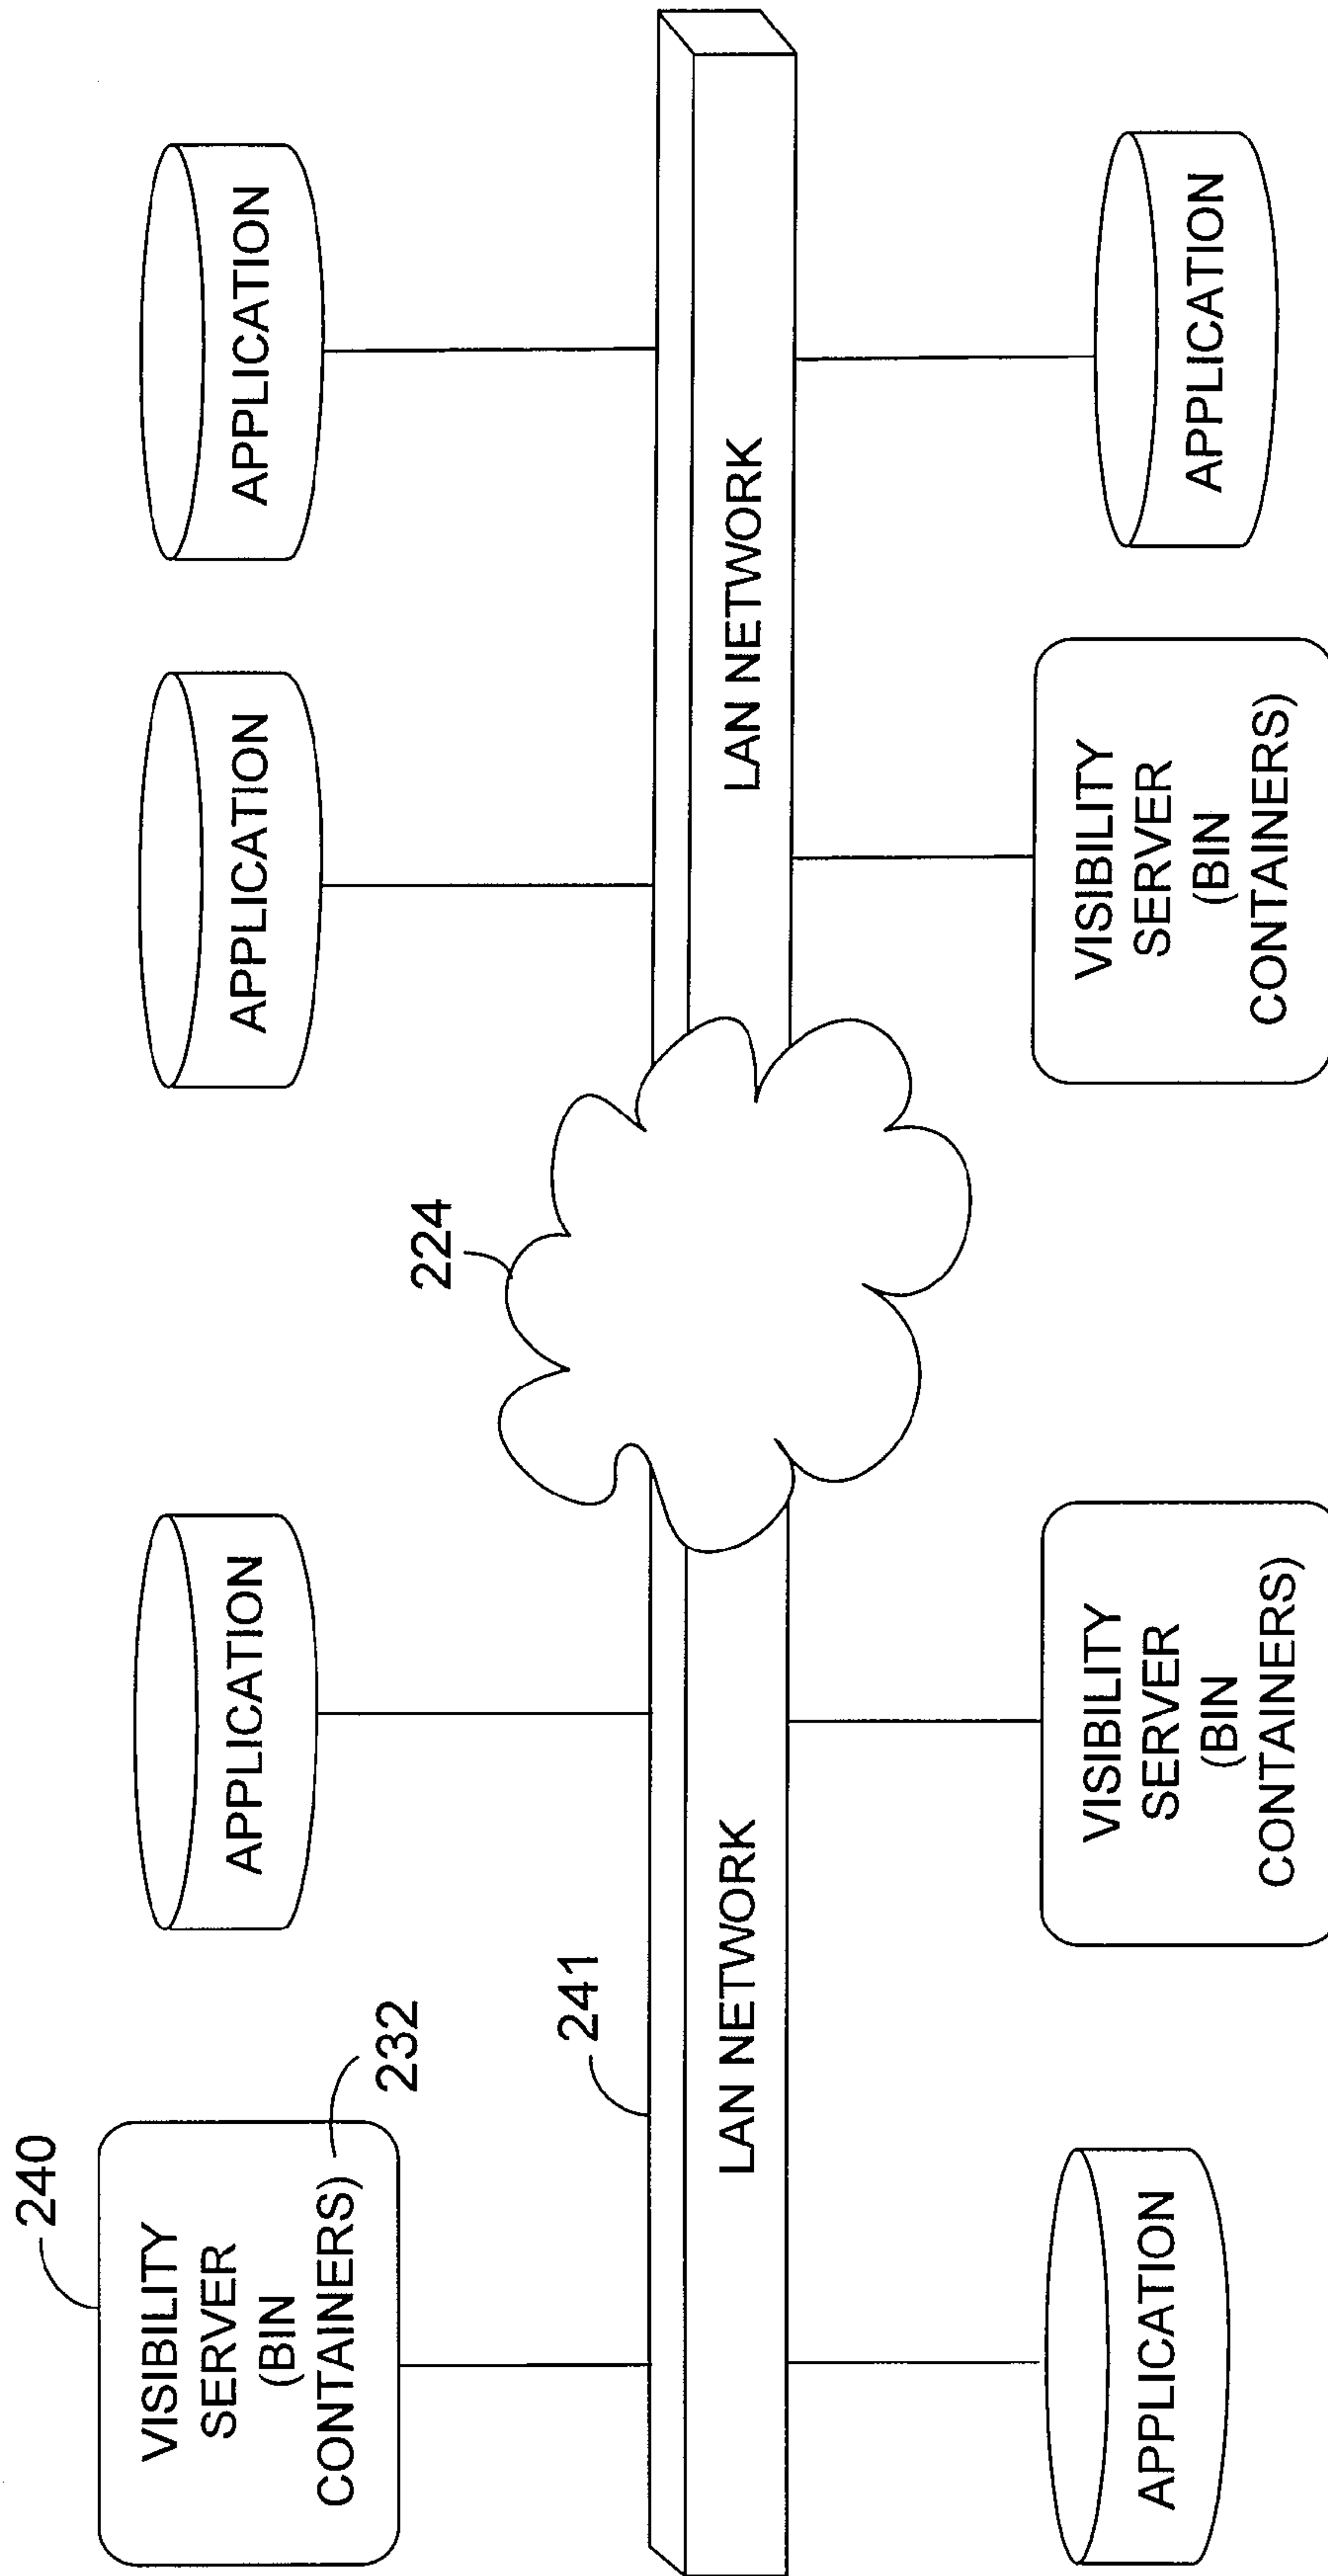 240
VISIBILITY
SERVER
(BIN
CONTAINERS)
232
APPLICATION
APPLICATION
APPLICATION
241
224
LAN NETWORK
LAN NETWORK
APPLICATION
VISIBILITY
SERVER
(BIN
CONTAINERS)
VISIBILITY
SERVER
(BIN
CONTAINERS)
APPLICATION